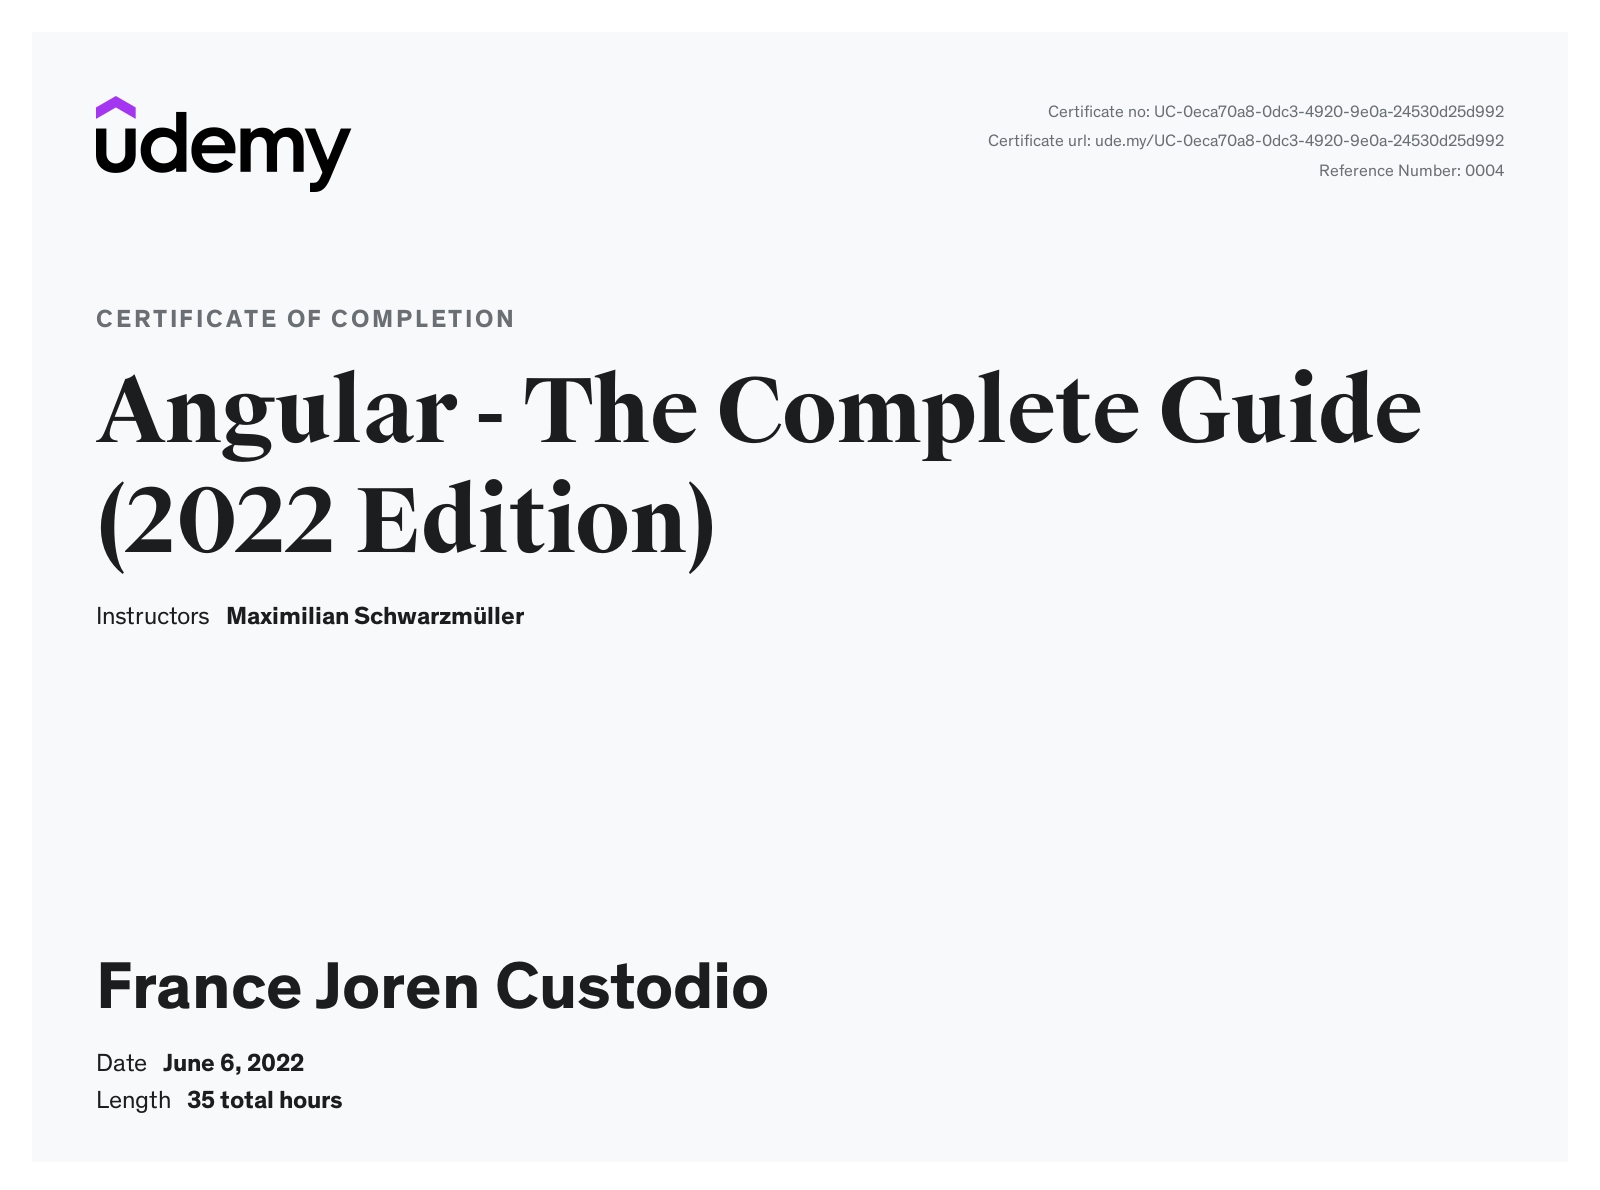 udemy
Certificate no: UC-0eca70a8-0dc3-4920-9e0a-24530d25d992
Certificate url: ude.my/UC-0eca70a8-0dc3-4920-9e0a-24530d25d992
Reference Number: 0004
CERTIFICATE OF COMPLETION
Angular - The Complete Guide
(2022 Edition)
Instructors Maximilian Schwarzmüller
France Joren Custodio
Date June 6, 2022
Length 35 total hours